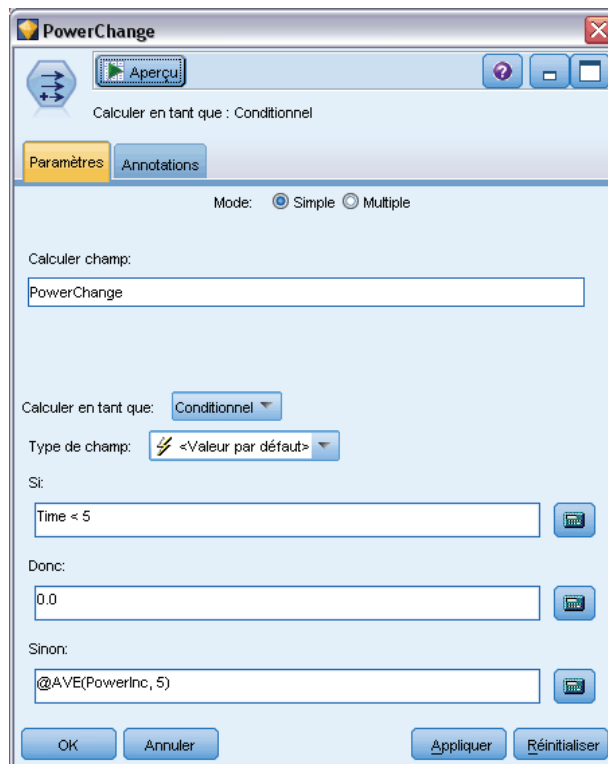 PowerChange
Aperçu
Calculer en tant que : Conditionnel
Paramètres Annotations
Mode: Simple Multiple
Calculer champ:
PowerChange
Calculer en tant que: Conditionnel
Type de champ: <Valeur par défaut>
Si:
Time < 5
Donc:
0.0
Sinon:
@AVE(PowerInc, 5)
OK Annuler Appliquer Réinitialiser